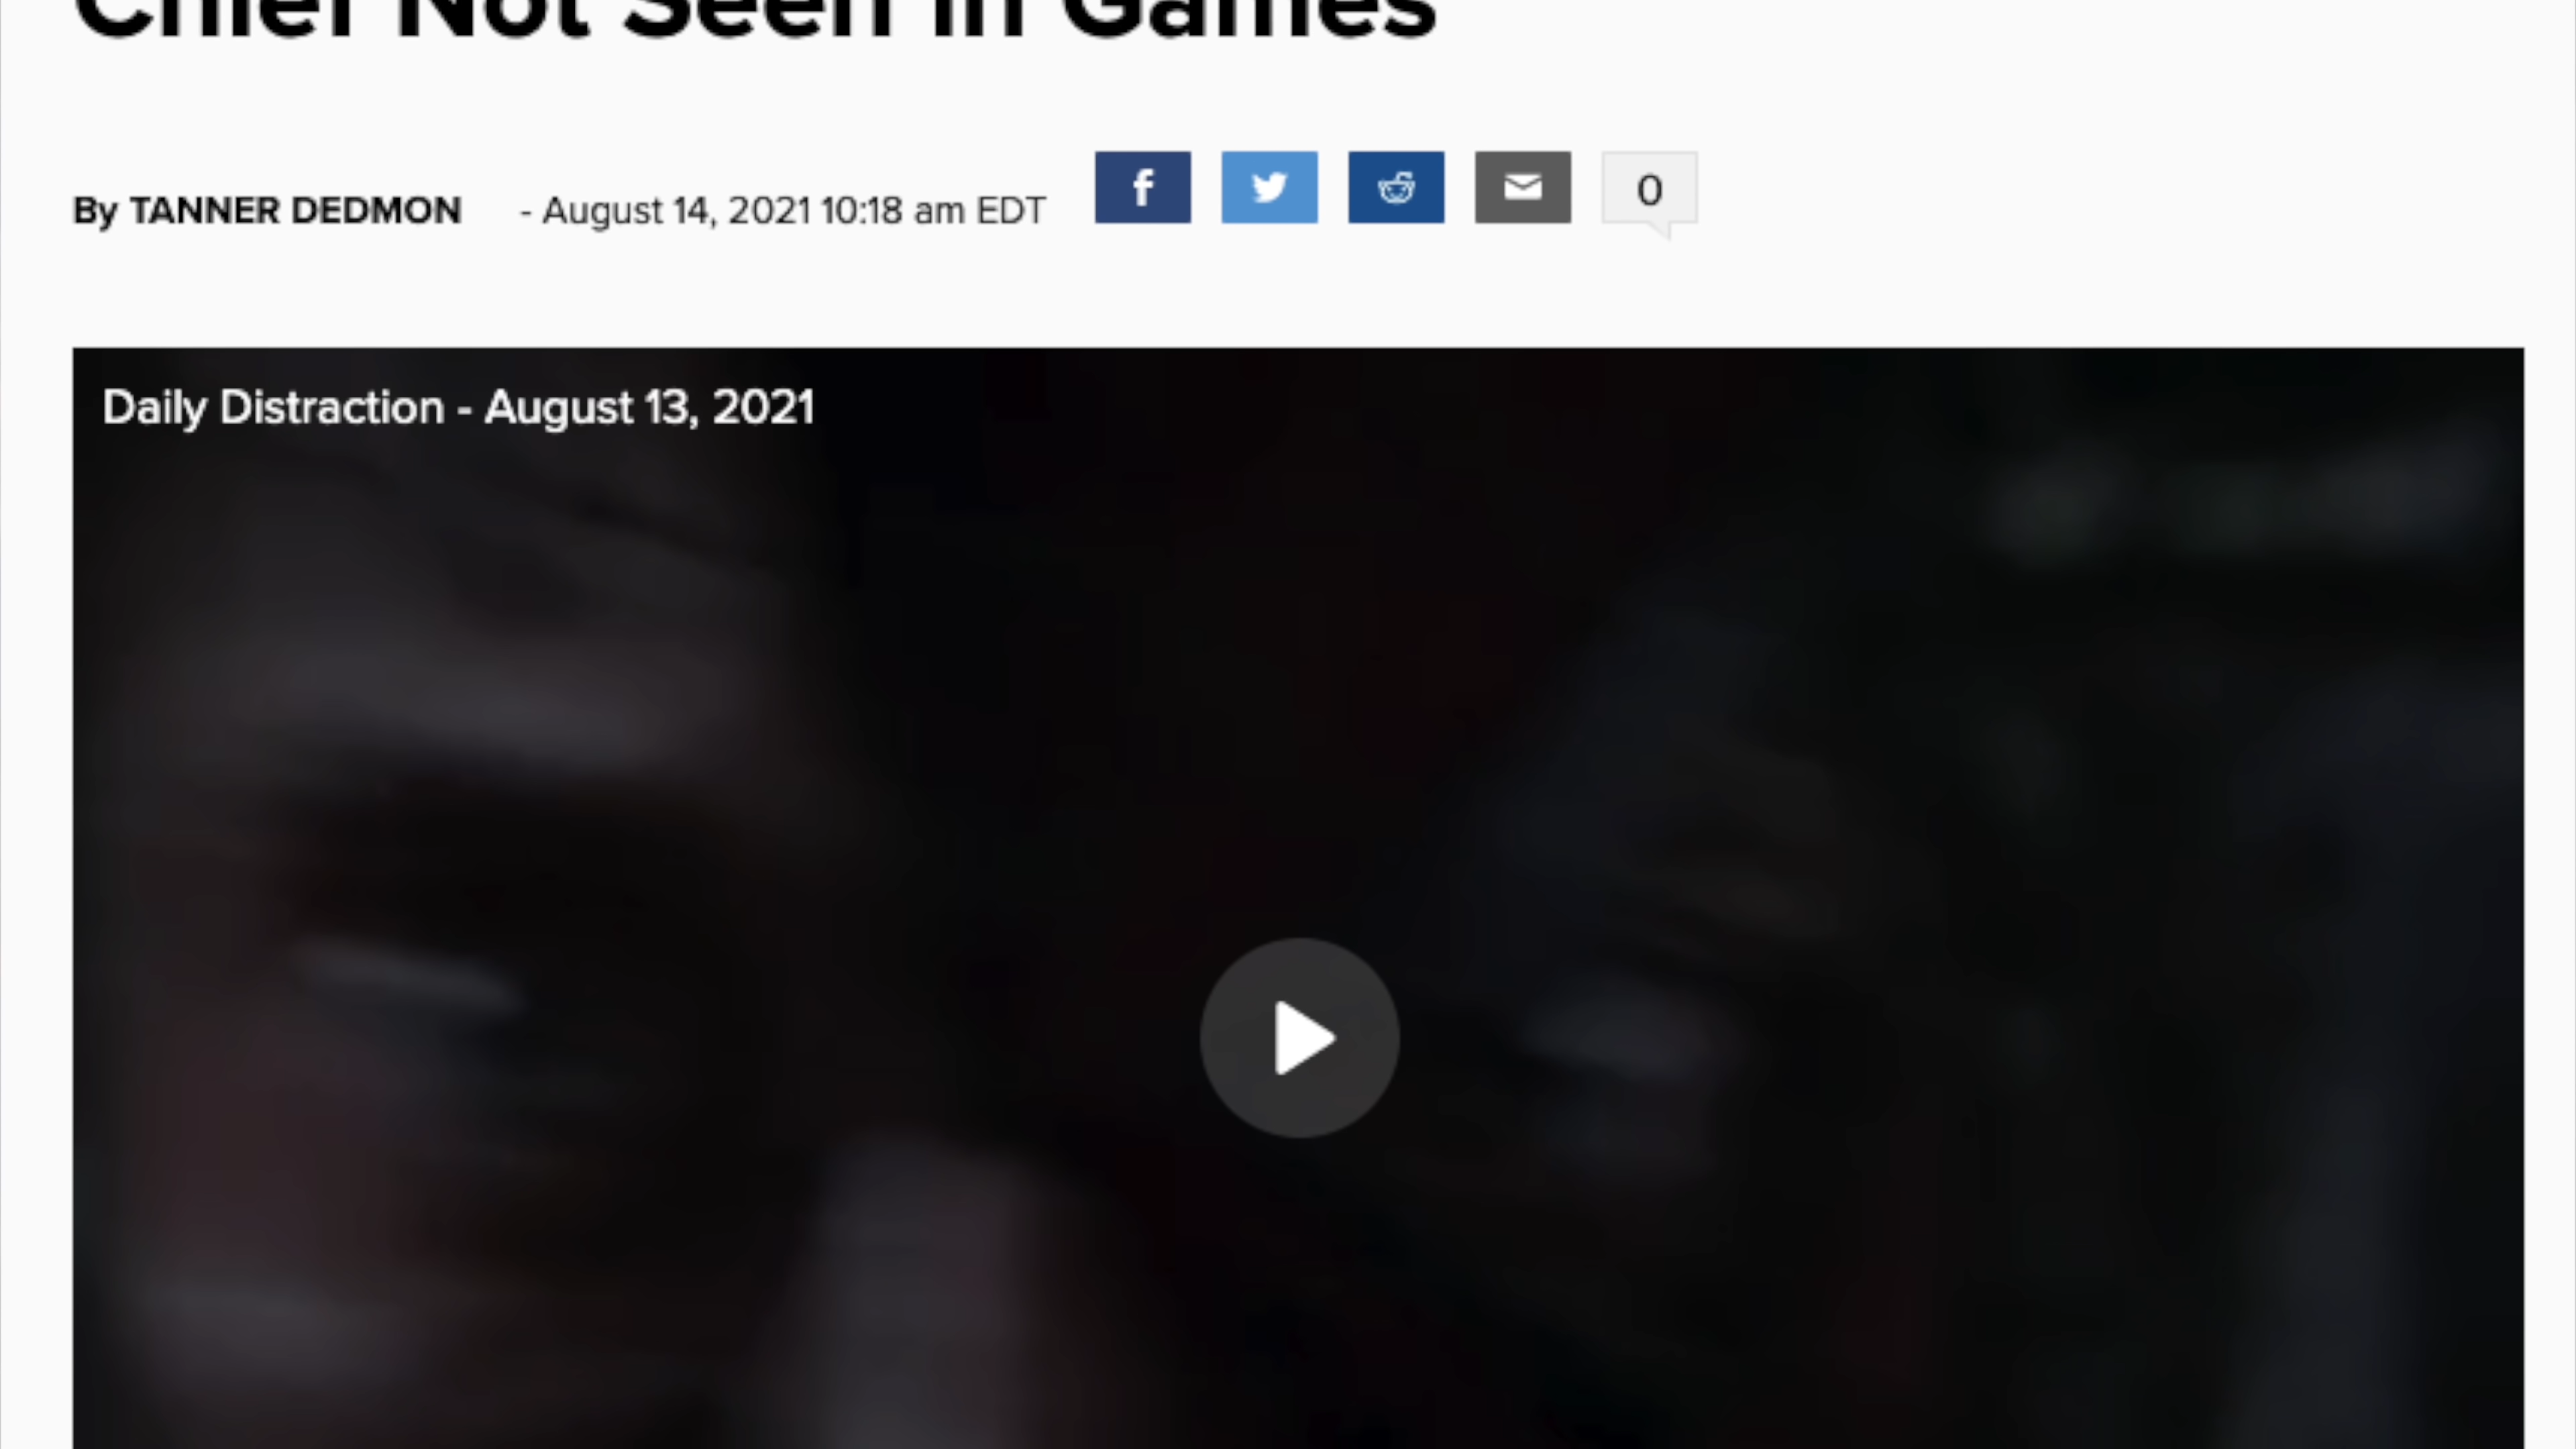 Chief Not Seen in Games
By TANNER DEDMON - August 14, 2021 10:18 am EDT
0
Daily Distraction - August 13, 2021